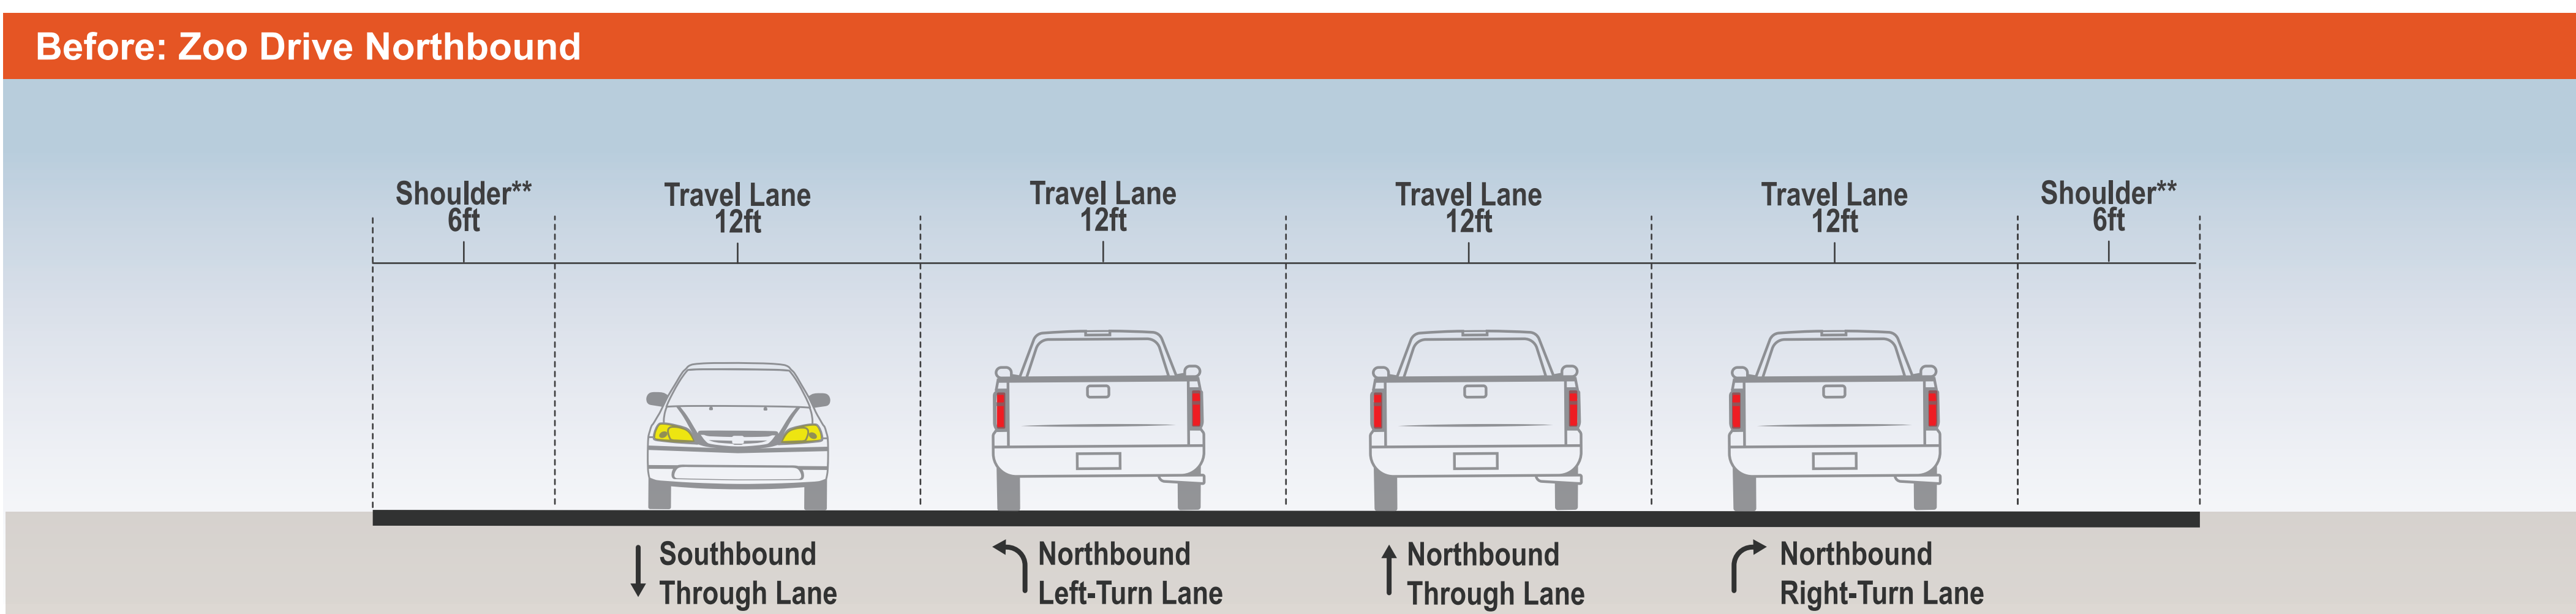 Before: Zoo Drive Northbound
Shoulder**
6ft
Travel Lane
12ft
Travel Lane
12ft
Travel Lane
12ft
Travel Lane
12ft
Shoulder**
6ft
Southbound
Through Lane
Northbound
Left-Turn Lane
Northbound
Through Lane
Northbound
Right-Turn Lane